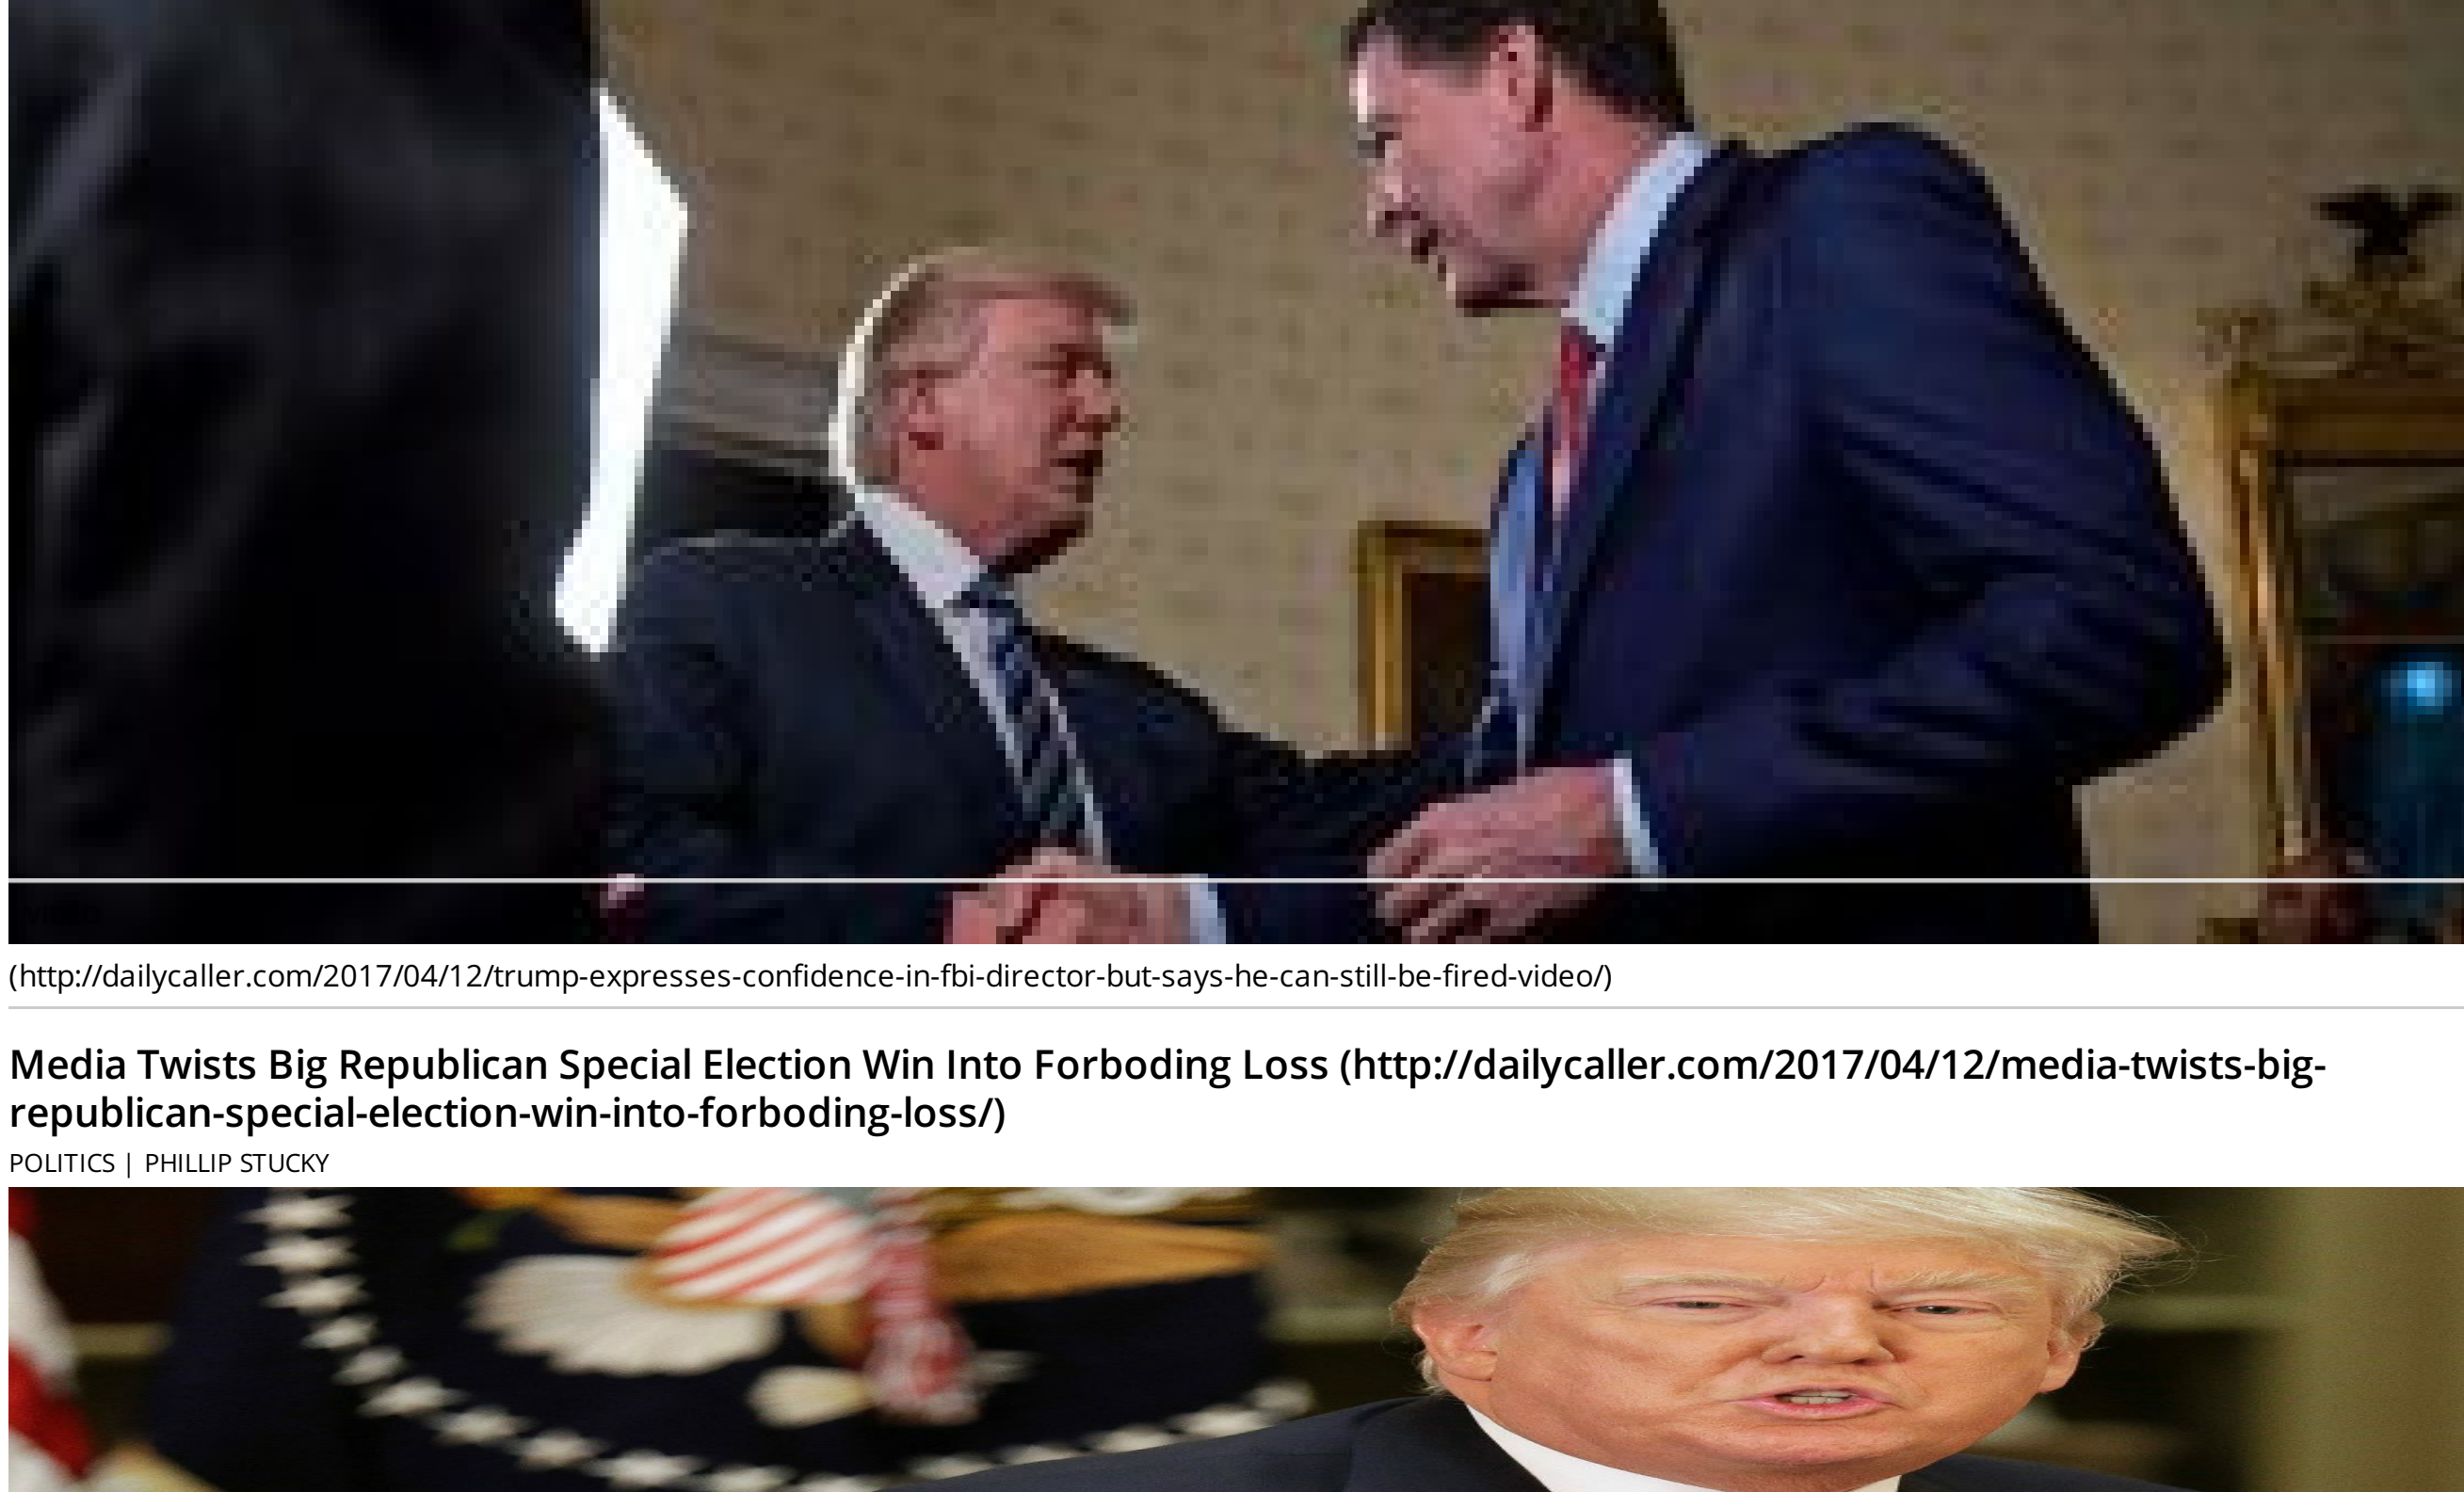 (http://dailycaller.com/2017/04/12/trump-expresses-confidence-in-fbi-director-but-says-he-can-still-be-fired-video/)
Media Twists Big Republican Special Election Win Into Forboding Loss (http://dailycaller.com/2017/04/12/media-twists-big-
republican-special-election-win-into-forboding-loss/)
POLITICS | PHILLIP STUCKY